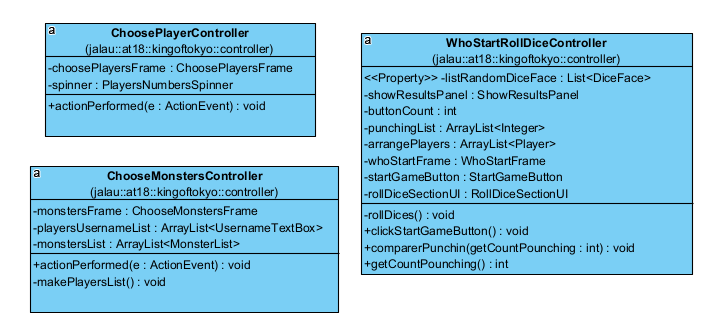 a
ChoosePlayerController
(jalau::at18::kingoftokyo::controller)
-choosePlayersFrame : ChoosePlayersFrame
-spinner : PlayersNumbersSpinner
+actionPerformed(e : ActionEvent) : void
a
ChooseMonstersController
(jalau::at18::kingoftokyo::controller)
-monstersFrame : ChooseMonstersFrame
-playersUsernameList : ArrayList<UsernameTextBox>
-monstersList : ArrayList<MonsterList>
+actionPerformed(e : ActionEvent) : void
-makePlayersList() : void
a
WhoStartRollDiceController
(jalau::at18::kingoftokyo::controller)
<<Property>> -listRandomDiceFace : List<DiceFace>
-showResultsPanel : ShowResultsPanel
-buttonCount : int
-punchingList : ArrayList<Integer>
-arrangePlayers : ArrayList<Player>
-whoStartFrame : WhoStartFrame
-startGameButton : StartGameButton
-rollDiceSectionUI : RollDiceSectionUI
-rollDices() : void
+clickStartGameButton() : void
+comparerPunchin(getCountPounching : int) : void
+getCountPounching() : int